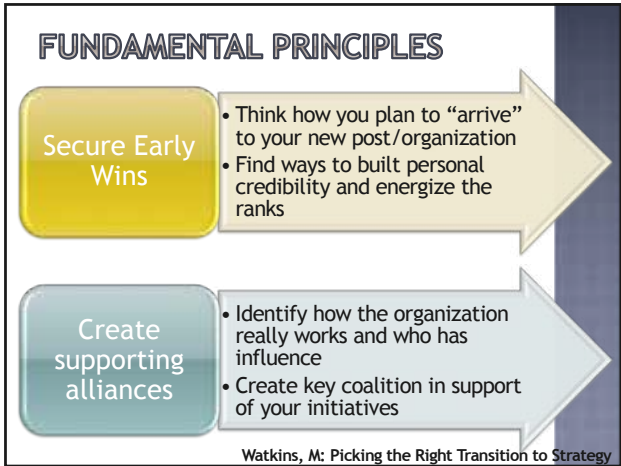 FUNDAMENTAL PRINCIPLES
Secure Early
Wins
• Think how you plan to “arrive”
to your new post/organization
• Find ways to built personal
credibility and energize the
ranks
Create
supporting
alliances
• Identify how the organization
really works and who has
influence
• Create key coalition in support
of your initiatives
Watkins, M: Picking the Right Transition to Strategy